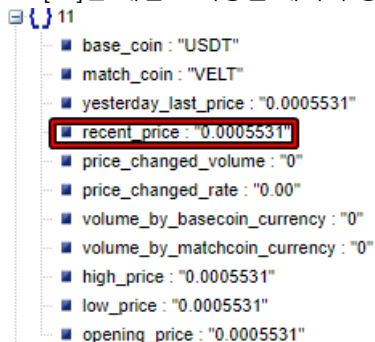 { } 11
base_coin : "USDT"
match_coin : "VELT"
yesterday_last_price : "0.0005531"
recent_price : "0.0005531"
price_changed_volume : "0"
price_changed_rate : "0.00"
volume_by_basecoin_currency : "0"
volume_by_matchcoin_currency : "0"
high_price : "0.0005531"
low_price : "0.0005531"
opening_price : "0.0005531"